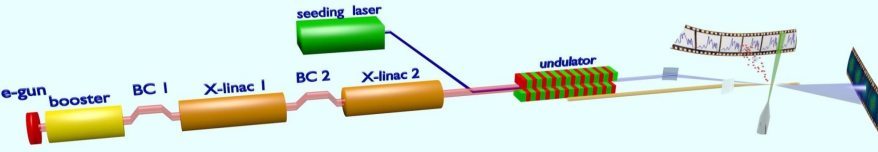 seeding laser
undulator
BC 2
X-linac 2
BC 1
X-linac 1
e-gun
booster